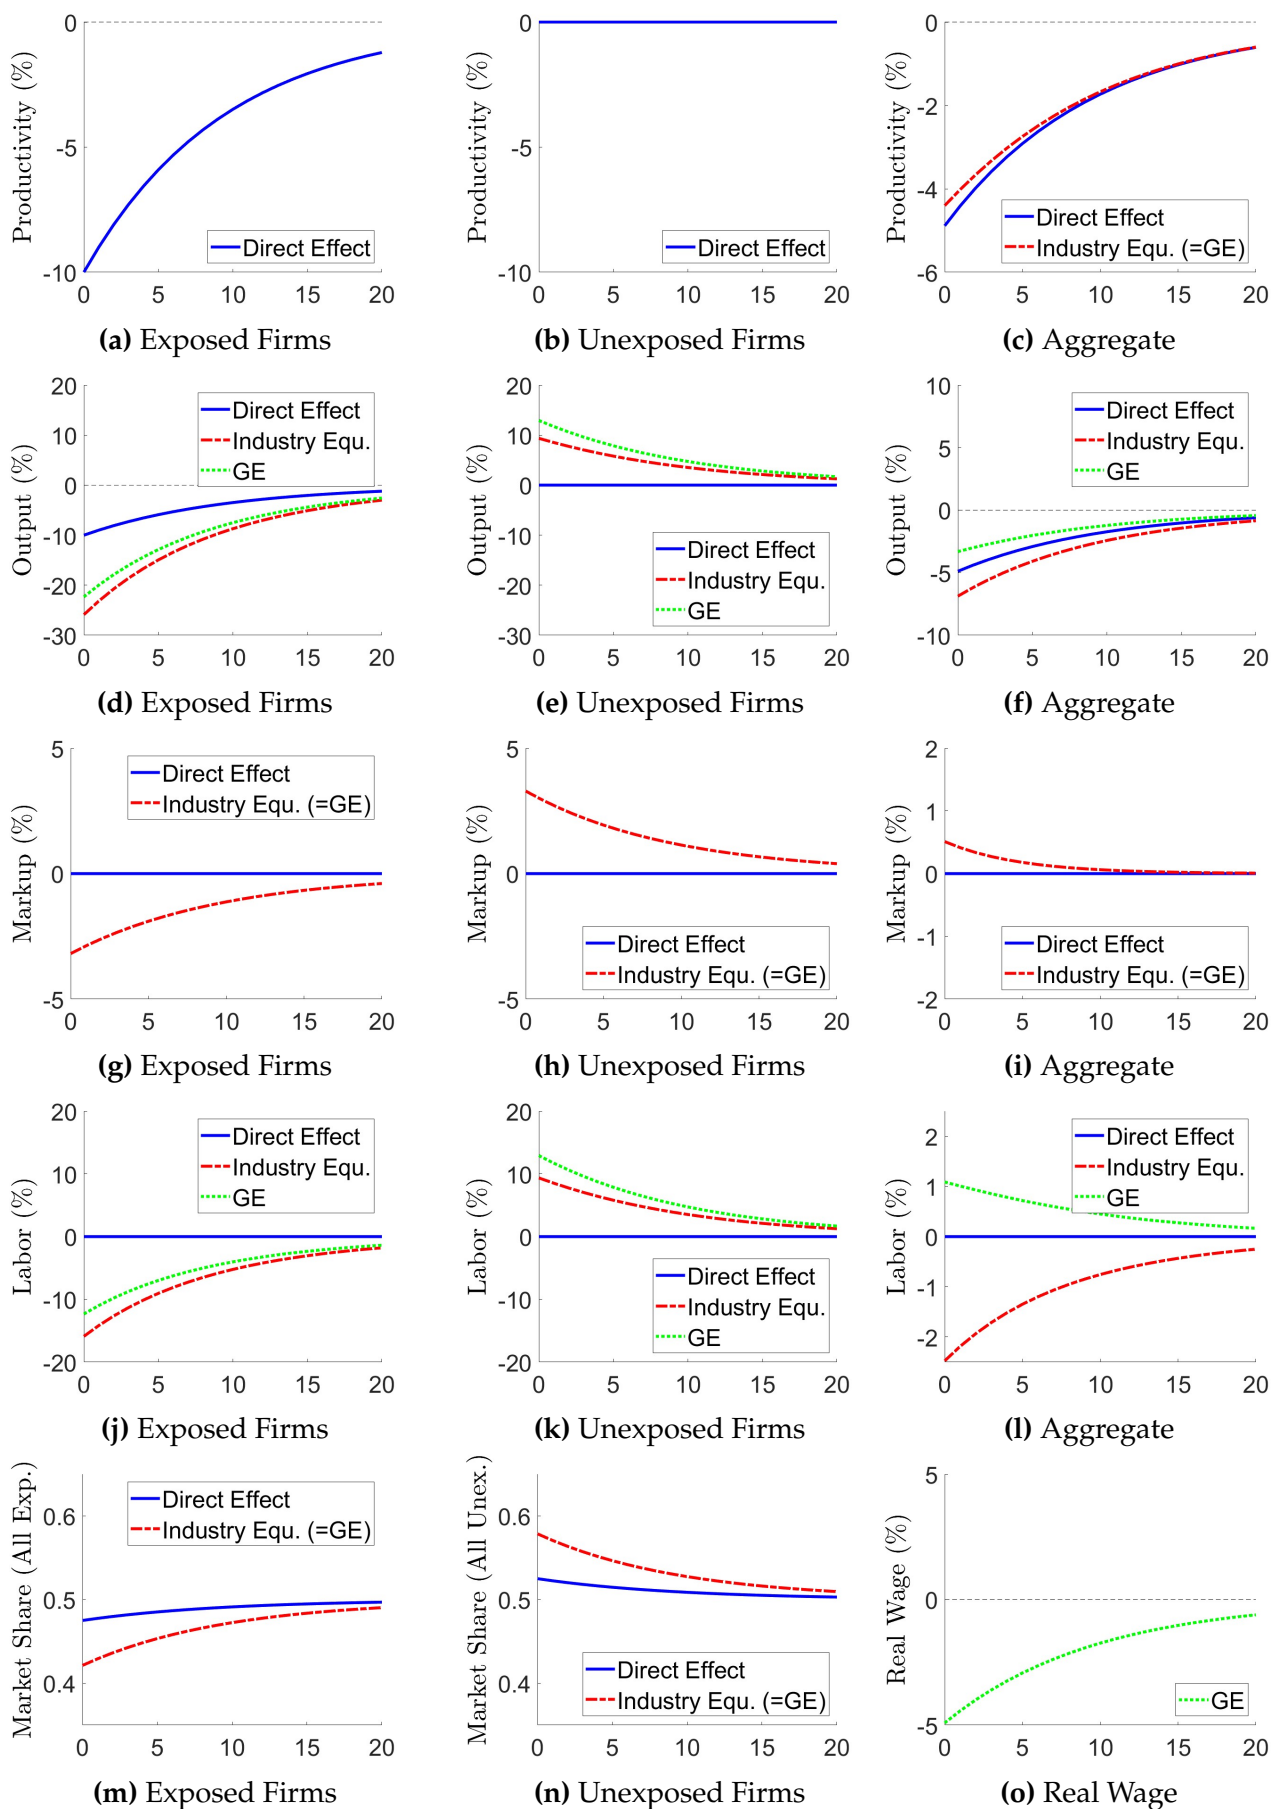 Productivity (%)
0
-5
-10
Direct Effect
0 5 10 15 20
(a) Exposed Firms
Productivity (%)
0
-5
-10
Direct Effect
0 5 10 15 20
(b) Unexposed Firms
Productivity (%)
0
-2
-4
-6
Direct Effect
Industry Equ. (=GE)
0 5 10 15 20
(c) Aggregate
Output (%)
20
10
0
-10
-20
-30
Direct Effect
Industry Equ.
GE
0 5 10 15 20
(d) Exposed Firms
Output (%)
20
10
0
-10
-20
-30
Direct Effect
Industry Equ.
GE
0 5 10 15 20
(e) Unexposed Firms
Output (%)
10
5
0
-5
-10
Direct Effect
Industry Equ.
GE
0 5 10 15 20
(f) Aggregate
Markup (%)
5
0
-5
Direct Effect
Industry Equ. (=GE)
0 5 10 15 20
(g) Exposed Firms
Markup (%)
5
0
-5
Direct Effect
Industry Equ. (=GE)
0 5 10 15 20
(h) Unexposed Firms
Markup (%)
2
1
0
-1
-2
Direct Effect
Industry Equ. (=GE)
0 5 10 15 20
(i) Aggregate
Labor (%)
20
10
0
-10
-20
Direct Effect
Industry Equ.
GE
0 5 10 15 20
(j) Exposed Firms
Labor (%)
20
10
0
-10
-20
Direct Effect
Industry Equ.
GE
0 5 10 15 20
(k) Unexposed Firms
Labor (%)
2
1
0
-1
-2
Direct Effect
Industry Equ.
GE
0 5 10 15 20
(l) Aggregate
Market Share (All Exp.)
0.6
0.5
0.4
Direct Effect
Industry Equ. (=GE)
0 5 10 15 20
(m) Exposed Firms
Market Share (All Unex.)
0.6
0.5
0.4
Direct Effect
Industry Equ. (=GE)
0 5 10 15 20
(n) Unexposed Firms
Real Wage (%)
5
0
-5
GE
0 5 10 15 20
(o) Real Wage